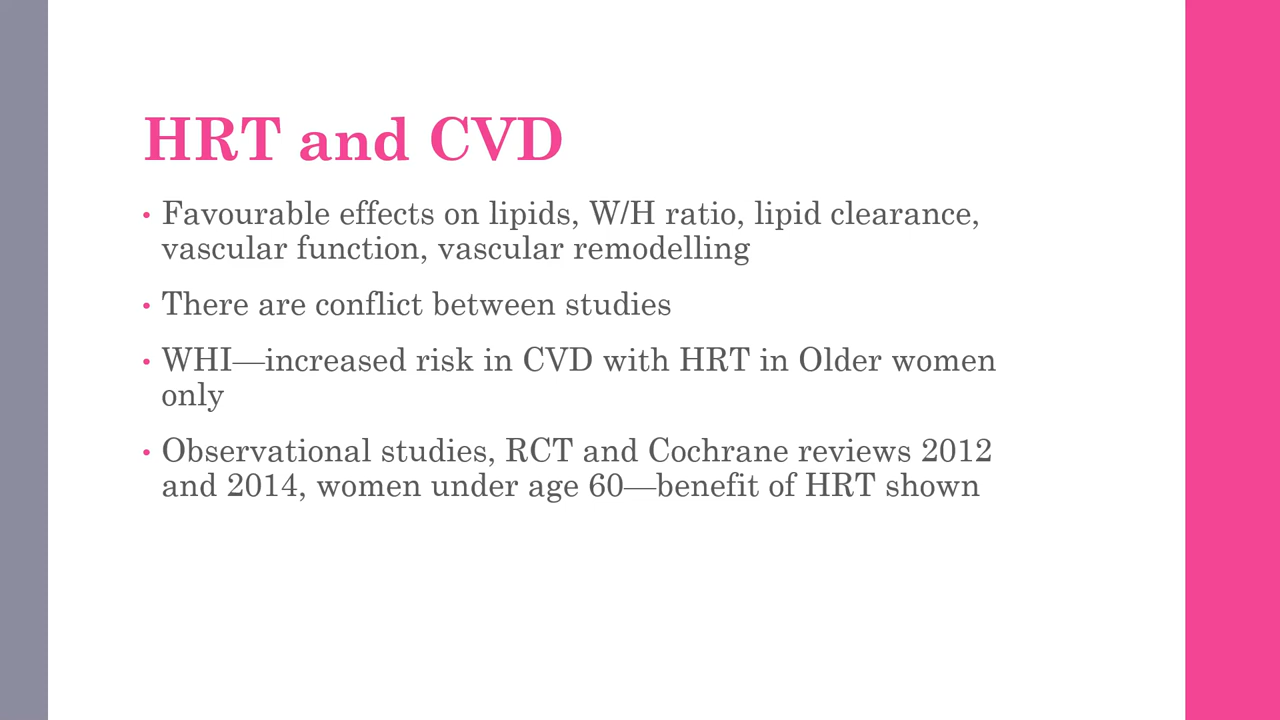 HRT and CVD
• Favourable effects on lipids, W/H ratio, lipid clearance,
vascular function, vascular remodelling
• There are conflict between studies
• WHI—increased risk in CVD with HRT in Older women
only
• Observational studies, RCT and Cochrane reviews 2012
and 2014, women under age 60—benefit of HRT shown